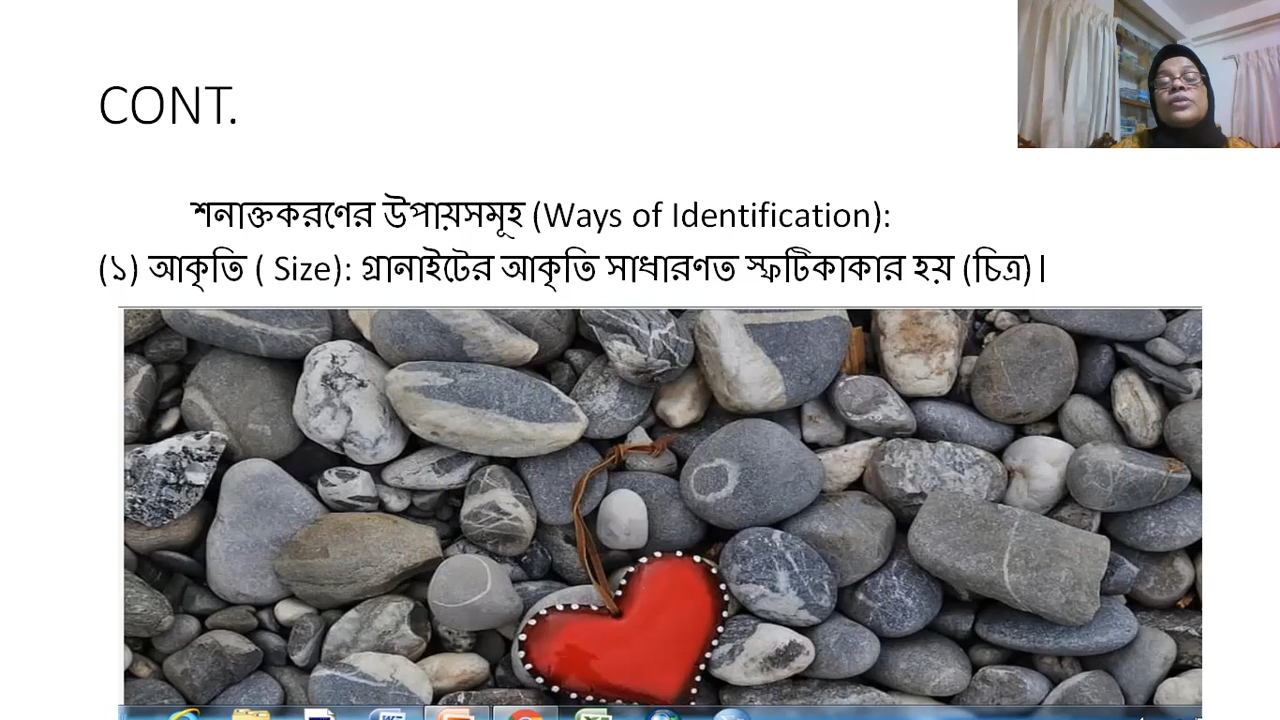 CONT.
শনাক্তকরণের উপায়সমূহ (Ways of Identification):
(১) আকৃতি ( Size): গ্রানাইটের আকৃতি সাধারণত স্ফটিকাকার হয় (চিত্র)।